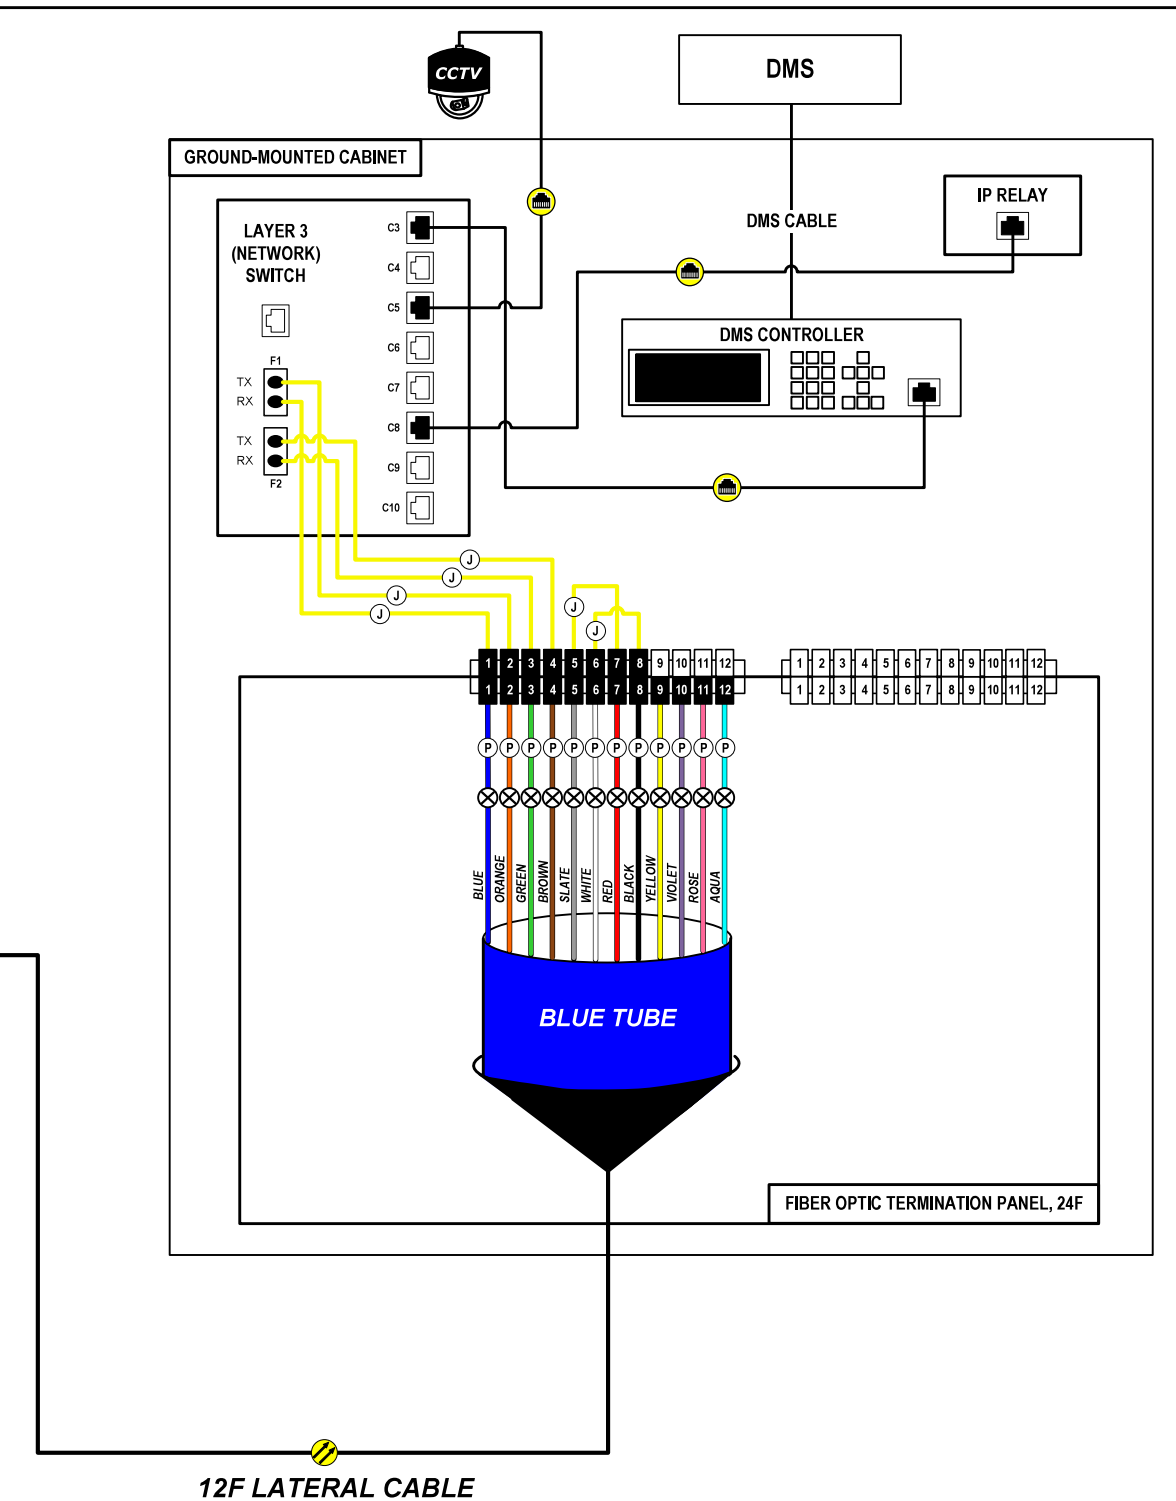 CCTV
DMS
GROUND-MOUNTED CABINET
IP RELAY
LAYER 3
(NETWORK)
SWITCH
C3
C4
C5
C6
C7
C8
C9
C10
DMS CABLE
DMS CONTROLLER
F1
TX
RX
TX
RX
F2
J
J
J
J
J
J
1 2 3 4 5 6 7 8 9 10 11 12
1 2 3 4 5 6 7 8 9 10 11 12
1 2 3 4 5 6 7 8 9 10 11 12
1 2 3 4 5 6 7 8 9 10 11 12
P P P P P P P P P P P P
BLUE
ORANGE
GREEN
BROWN
SLATE
WHITE
RED
BLACK
YELLOW
VIOLET
ROSE
AQUA
BLUE TUBE
FIBER OPTIC TERMINATION PANEL, 24F
12F LATERAL CABLE